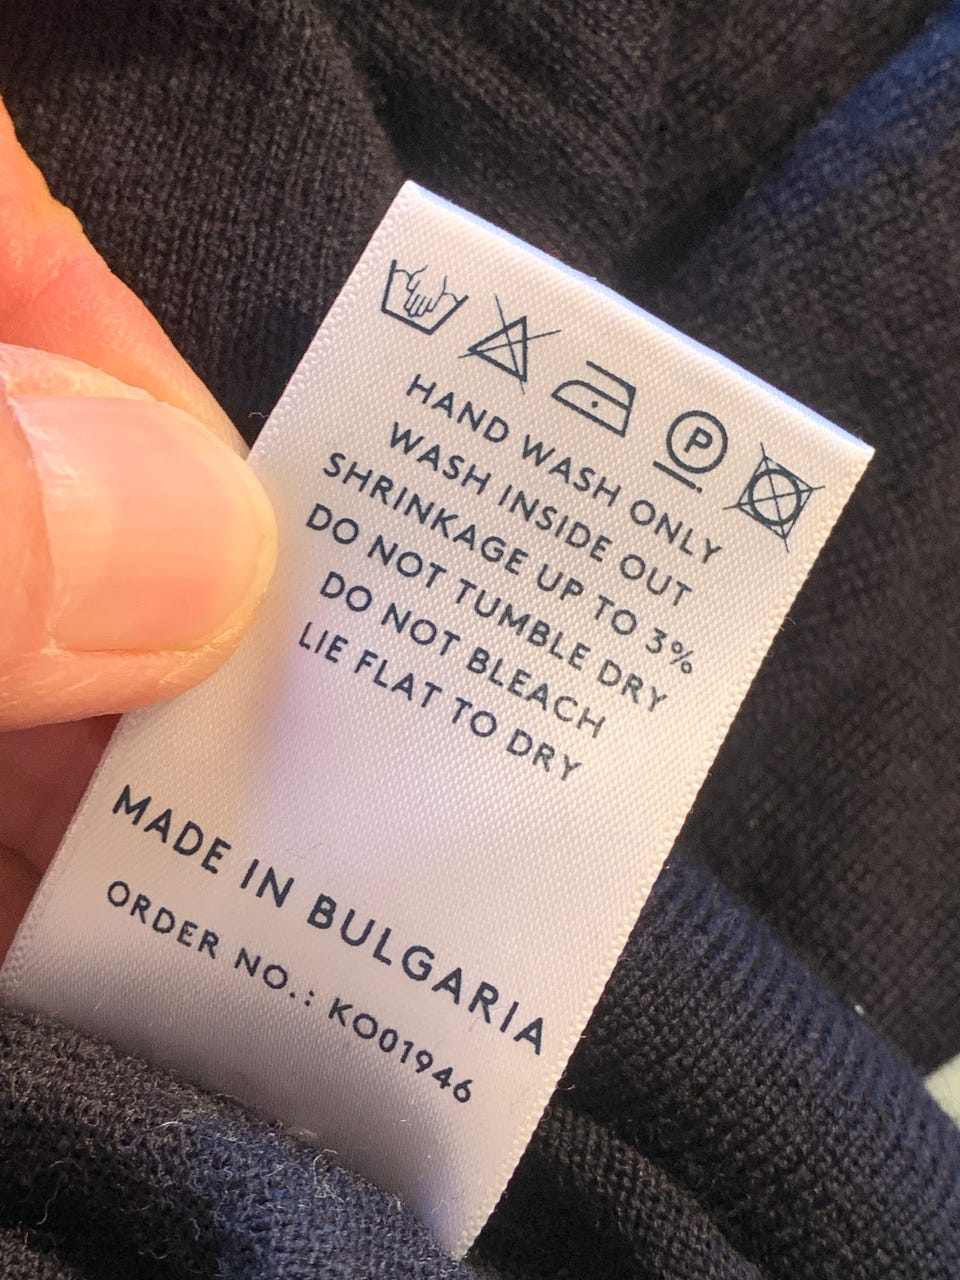 P
HAND WASH ONLY
WASH INSIDE OUT
SHRINKAGE UP TO 3%
DO NOT TUMBLE DRY
DO NOT BLEACH
LIE FLAT TO DRY
MADE IN BULGARIA
ORDER NO.: KO01946